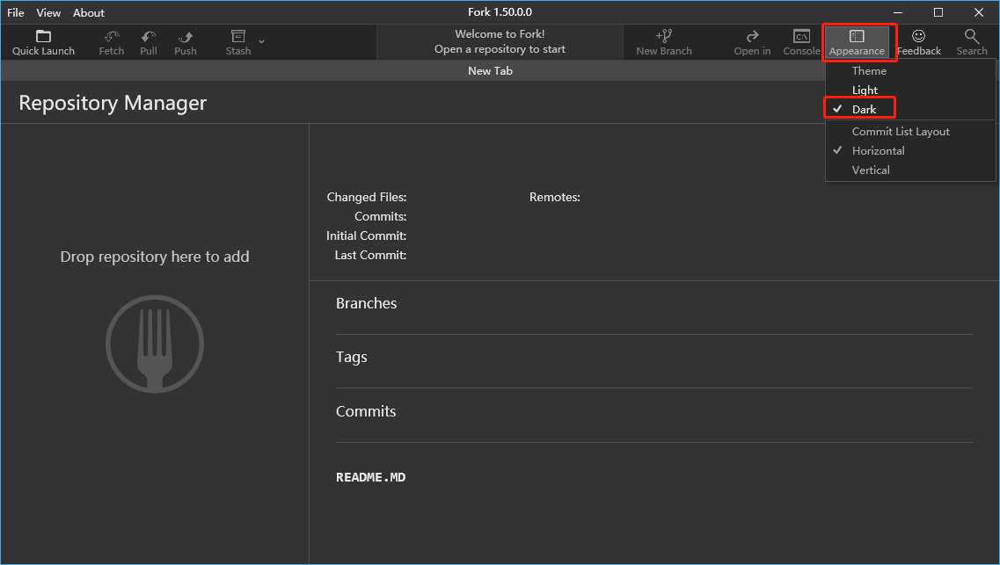 File View About
Fork 1.50.0.0
Quick Launch Fetch Pull Push Stash
Welcome to Fork!
Open a repository to start
New Branch Open in Console Appearance Feedback Search
New Tab
Theme
Light
Dark
Commit List Layout
Horizontal
Vertical
Repository Manager
Drop repository here to add
Changed Files:
Commits:
Initial Commit:
Last Commit:
Remotes:
Branches
Tags
Commits
README.MD